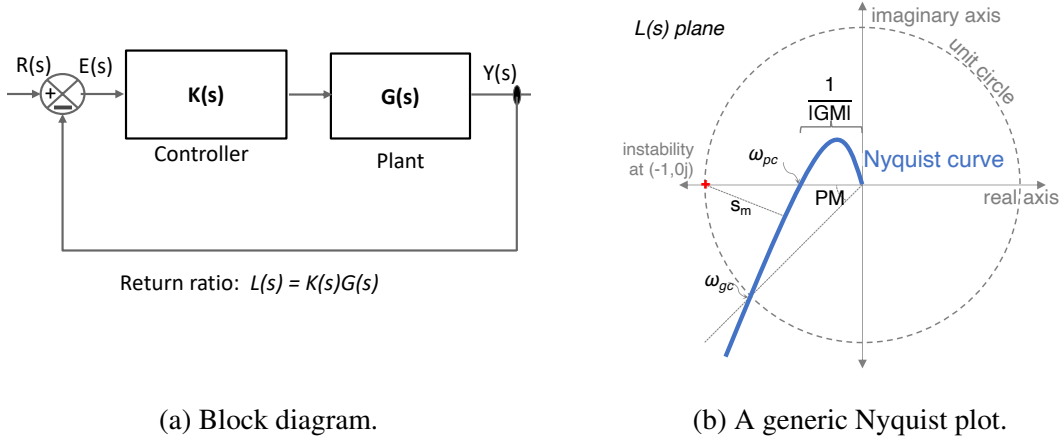 R(s)
E(s)
Y(s)
+
K(s)
G(s)
Controller
Plant
Return ratio:  L(s) = K(s)G(s)
(a) Block diagram.
L(s) plane
imaginary axis
unit circle
1
|GM|
instability
at (-1,0j)
ω_pc
Nyquist curve
PM
real axis
s_m
ω_gc
(b) A generic Nyquist plot.